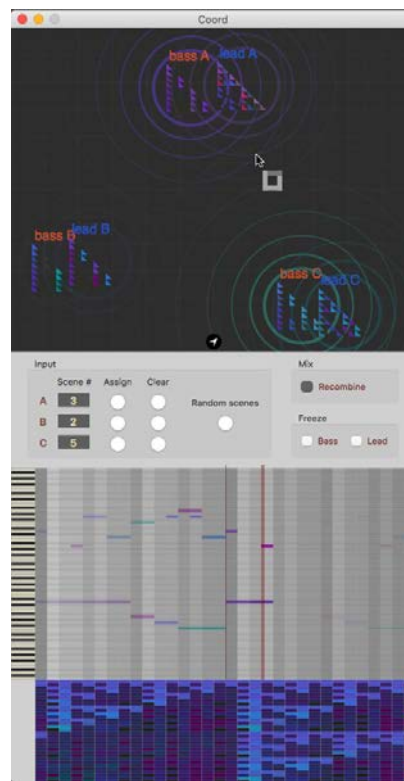 Coord
bass A lead A
bass B lead B
bass C lead C
Input
Mix
Scene # Assign Clear
Recombine
A 3
Random scenes
B 2
Freeze
C 5
Bass Lead